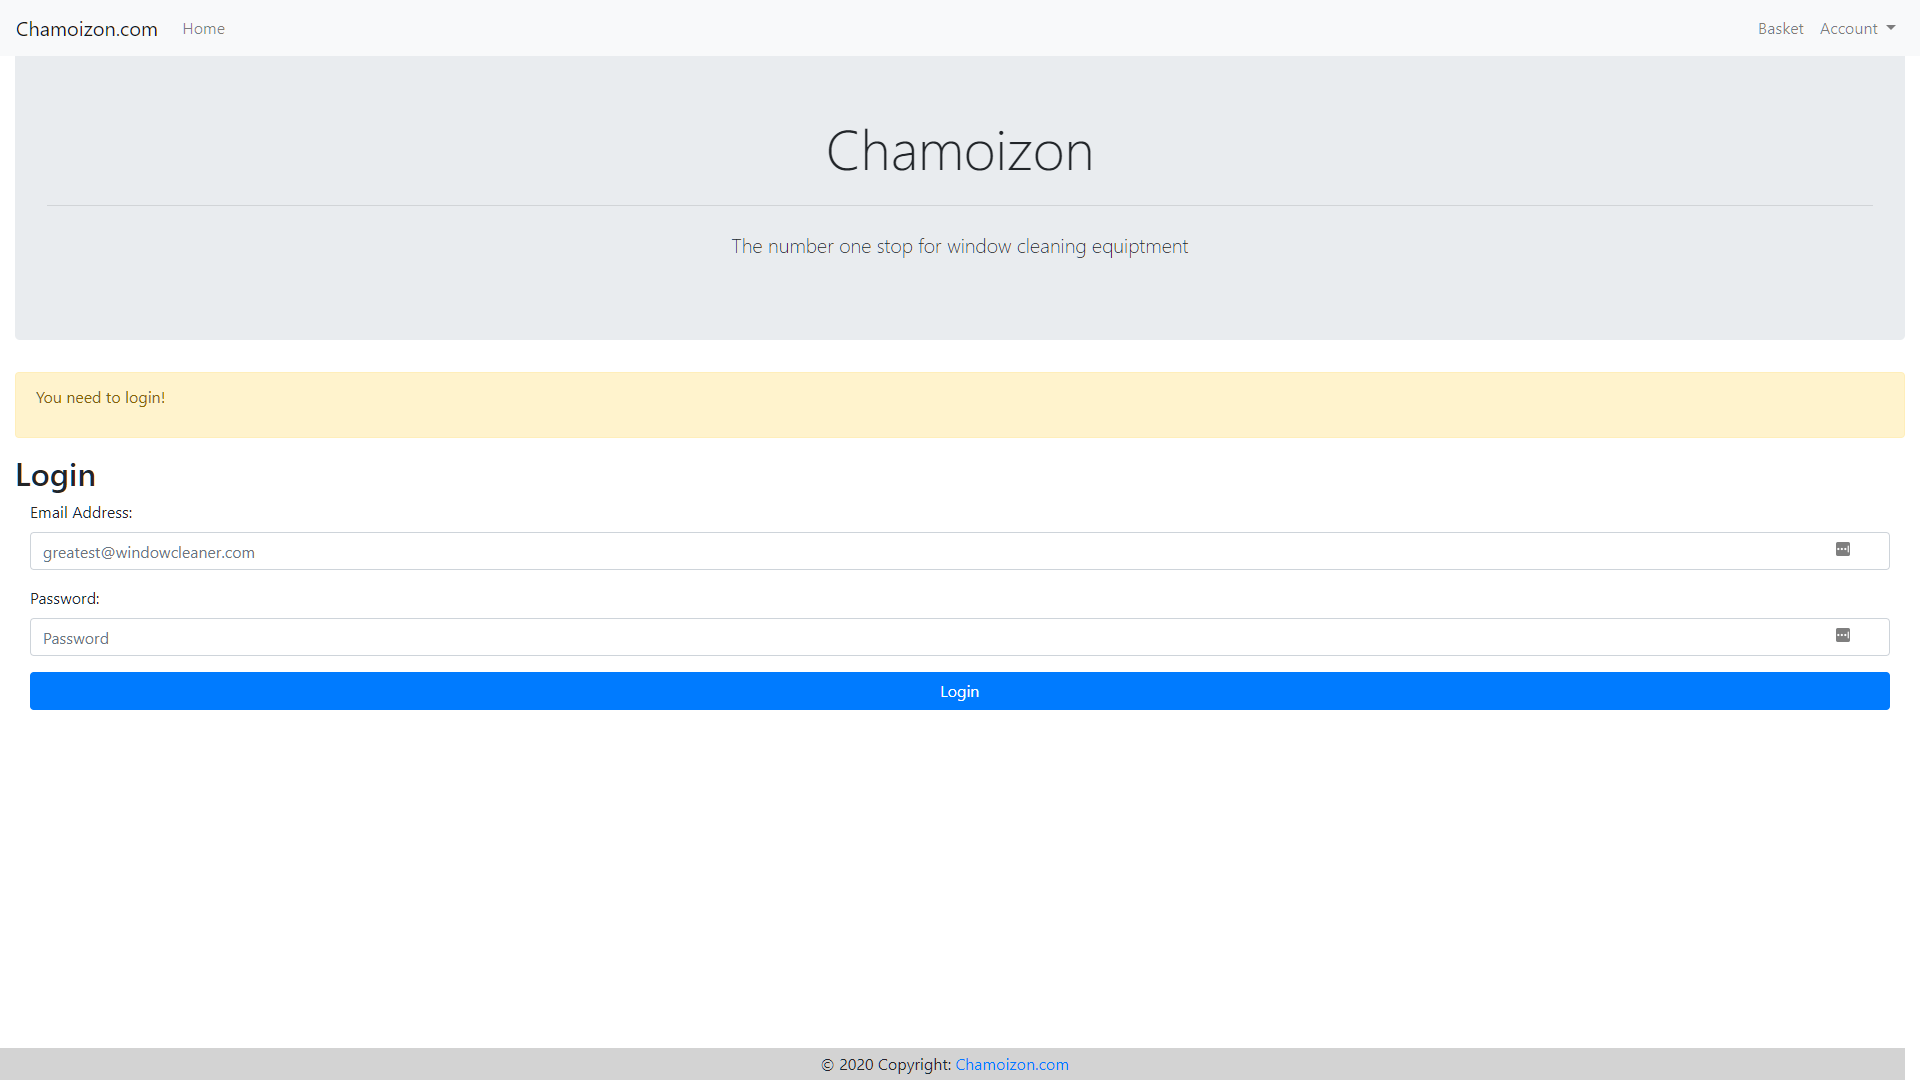 Chamoizon.com Home Basket Account
Chamoizon
The number one stop for window cleaning equiptment
You need to login!
Login
Email Address:
greatest@windowcleaner.com
Password:
Password
Login
© 2020 Copyright: Chamoizon.com